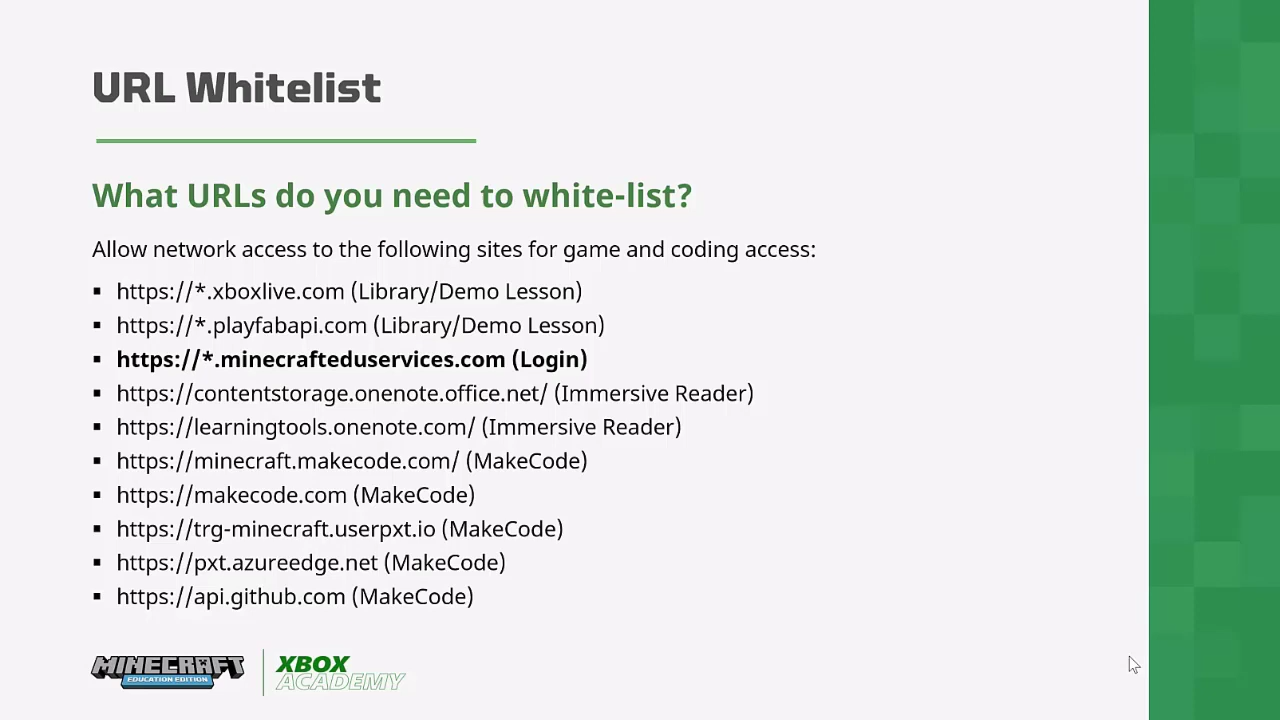 URL Whitelist
What URLs do you need to white-list?
Allow network access to the following sites for game and coding access:
▪ https://*.xboxlive.com (Library/Demo Lesson)
▪ https://*.playfabapi.com (Library/Demo Lesson)
▪ https://*.minecrafteduservices.com (Login)
▪ https://contentstorage.onenote.office.net/ (Immersive Reader)
▪ https://learningtools.onenote.com/ (Immersive Reader)
▪ https://minecraft.makecode.com/ (MakeCode)
▪ https://makecode.com (MakeCode)
▪ https://trg-minecraft.userpxt.io (MakeCode)
▪ https://pxt.azureedge.net (MakeCode)
▪ https://api.github.com (MakeCode)
MINECRAFT
EDUCATION EDITION
XBOX
ACADEMY